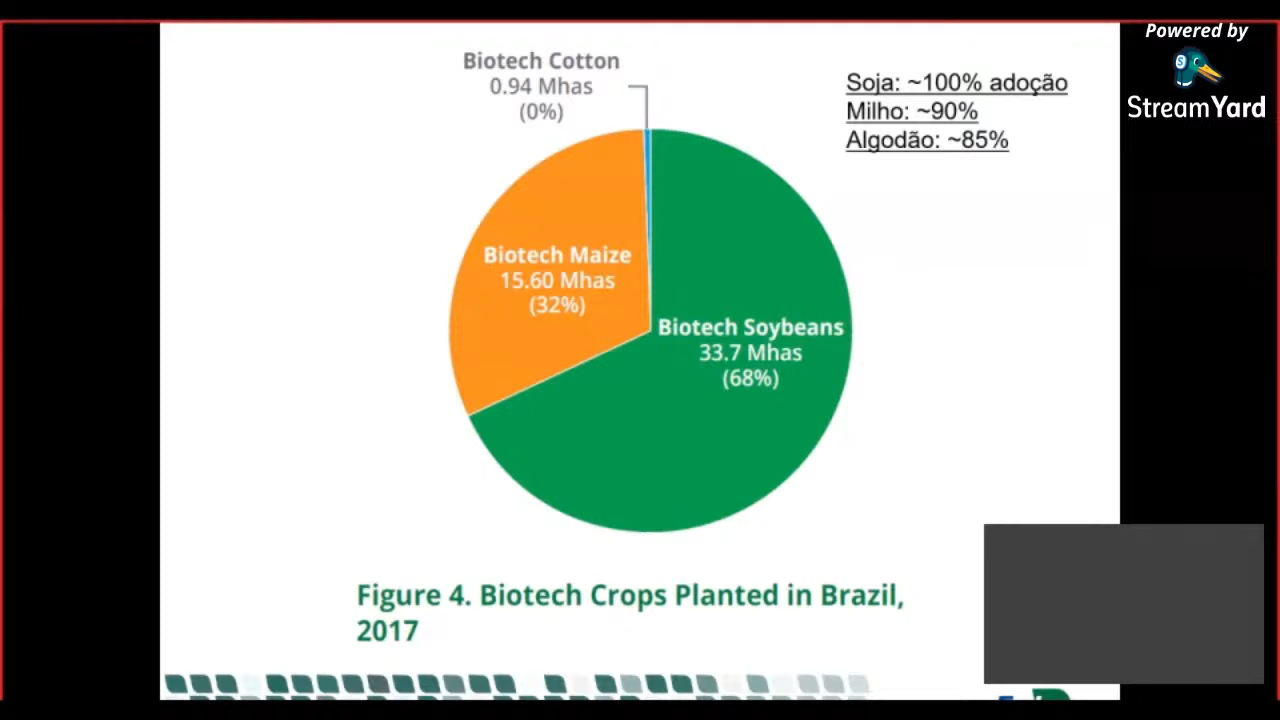 Powered by
StreamYard
Biotech Cotton
0.94 Mhas
(0%)
Soja: ~100% adoção
Milho: ~90%
Algodão: ~85%
Biotech Maize
15.60 Mhas
(32%)
Biotech Soybeans
33.7 Mhas
(68%)
Figure 4. Biotech Crops Planted in Brazil,
2017